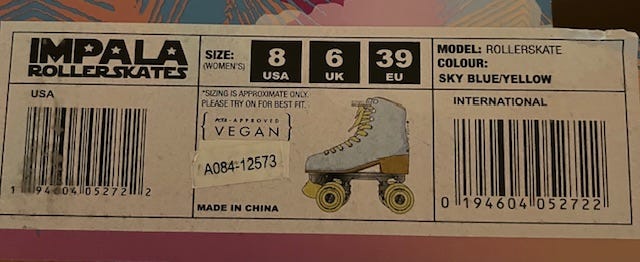 IMPALA
ROLLERSKATES
USA
1 94604 05272 2
SIZE:
(WOMEN'S)
8
USA
6
UK
39
EU
*SIZING IS APPROXIMATE ONLY.
PLEASE TRY ON FOR BEST FIT.
PETA-APPROVED
VEGAN
A084-12573
MADE IN CHINA
MODEL: ROLLERSKATE
COLOUR:
SKY BLUE/YELLOW
INTERNATIONAL
0 194604 052722